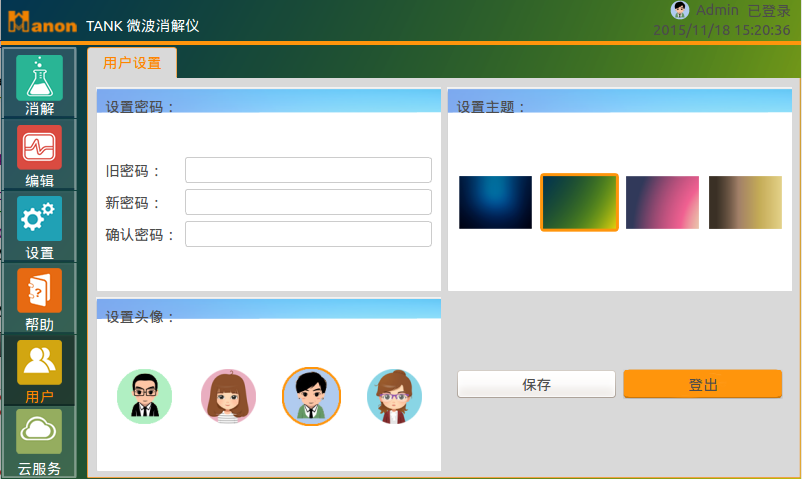 Hanon TANK 微波消解仪
Admin 已登录
2015/11/18 15:20:36
消解
编辑
设置
帮助
用户
云服务
用户设置
设置密码：
旧密码：
新密码：
确认密码：
设置主题：
设置头像：
保存
登出